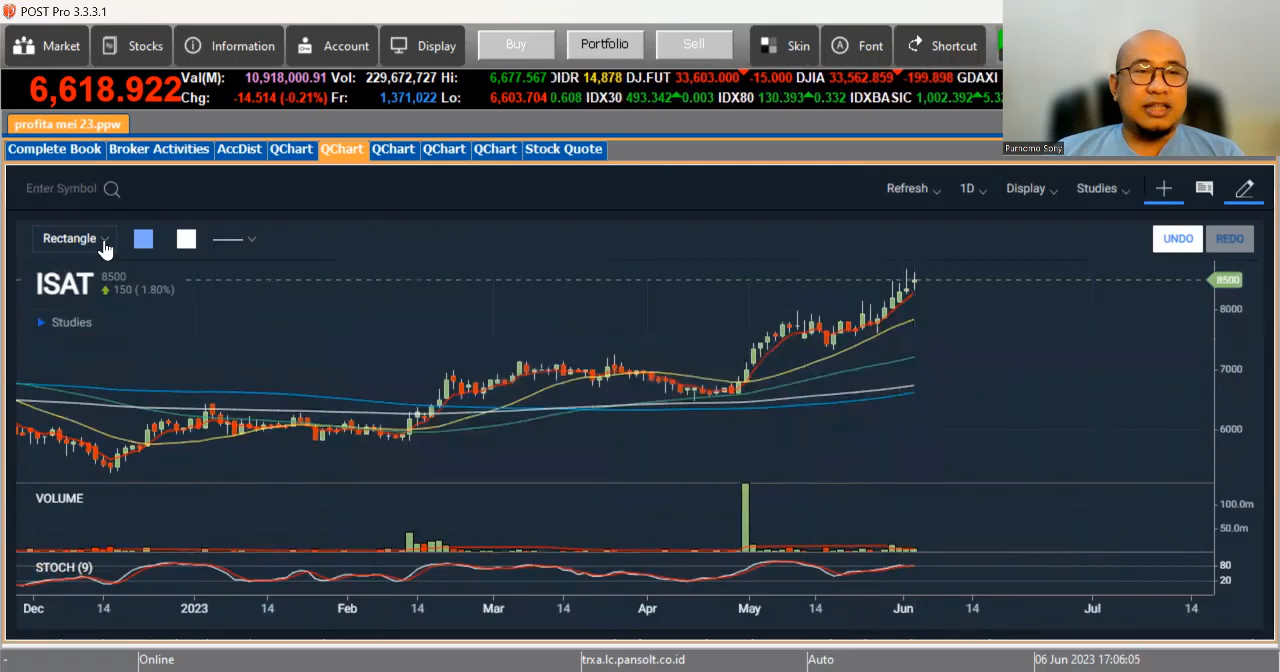 POST Pro 3.3.3.1
Market Stocks Information Account Display Buy Portfolio Sell Skin Font Shortcut
6,618.922 Val(M): 10,918,000.91 Vol: 229,672,727 Hi: 6,677.567 IDR 14,878 DJ.FUT 33,603.000 -15.000 DJIA 33,562.859 -199.898 GDAXI
Chg: -14.514 (-0.21%) Fr: 1,371,022 Lo: 6,603.704 0.608 IDX30 493.342 0.003 IDX80 130.393 0.332 IDXBASIC 1,002.392 5.3
Purnomo Sony
profita mei 23.ppw
Complete Book Broker Activities AccDist QChart QChart QChart QChart QChart Stock Quote
Enter Symbol Refresh 1D Display Studies
Rectangle UNDO REDO
ISAT 8500
150 ( 1.80%)
8500
Studies
8000
7000
6000
VOLUME
100.0m
50.0m
STOCH (9)
80
20
Dec 14 2023 14 Feb 14 Mar 14 Apr May 14 Jun 14 Jul 14
- Online trxa.lc.pansolt.co.id Auto 06 Jun 2023 17:06:05